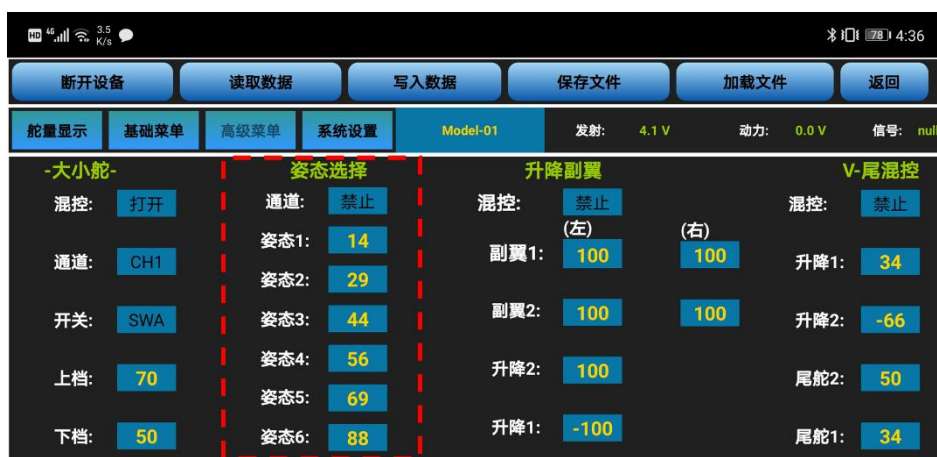 HD 4G 3.5 K/s 78 4:36
断开设备 读取数据 写入数据 保存文件 加载文件 返回
舵量显示 基础菜单 高级菜单 系统设置 Model-01 发射: 4.1 V 动力: 0.0 V 信号: null
-大小舵- 姿态选择 升降副翼 V-尾混控
混控: 打开 通道: 禁止 混控: 禁止 混控: 禁止
(左) (右)
姿态1: 14 副翼1: 100 100
通道: CH1 升降1: 34
姿态2: 29
开关: SWA 姿态3: 44 副翼2: 100 100 升降2: -66
姿态4: 56 升降2: 100
上档: 70 尾舵2: 50
姿态5: 69
下档: 50 姿态6: 88 升降1: -100 尾舵1: 34